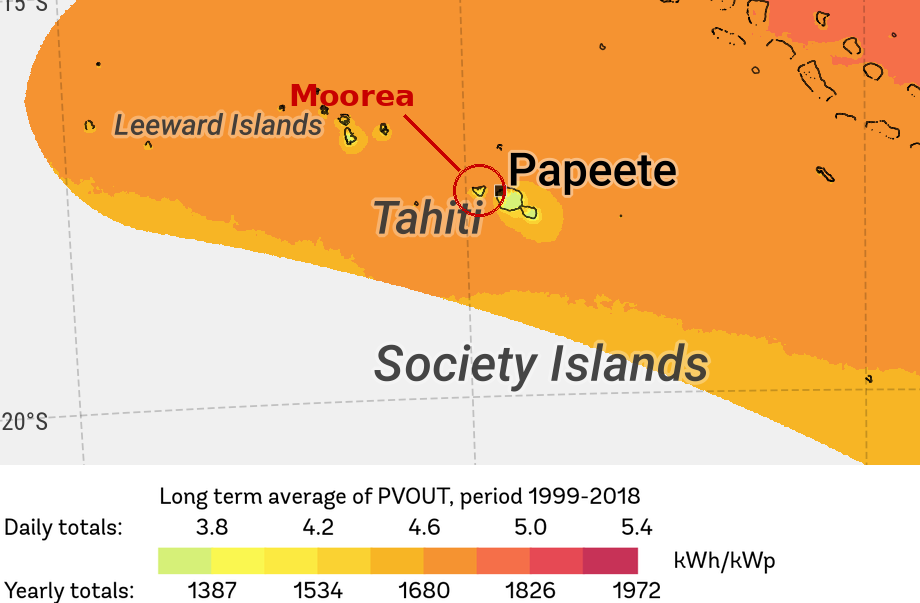 15°S
Moorea
Leeward Islands
Papeete
Tahiti
Society Islands
20°S
Long term average of PVOUT, period 1999-2018
Daily totals: 3.8 4.2 4.6 5.0 5.4
kWh/kWp
Yearly totals: 1387 1534 1680 1826 1972